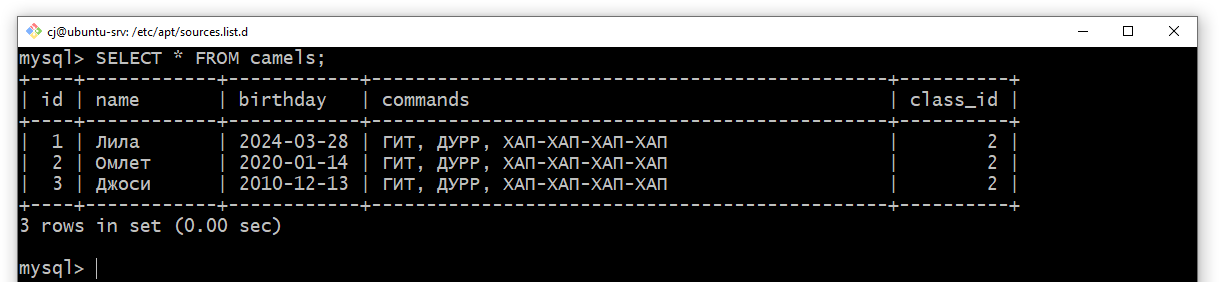 cj@ubuntu-srv: /etc/apt/sources.list.d
mysql> SELECT * FROM camels;
+----+------------+------------+---------------------------------------------+----------+
| id | name       | birthday   | commands                                    | class_id |
+----+------------+------------+---------------------------------------------+----------+
|  1 | Лила       | 2024-03-28 | ГИТ, ДУРР, ХАП-ХАП-ХАП-ХАП                  |        2 |
|  2 | Омлет      | 2020-01-14 | ГИТ, ДУРР, ХАП-ХАП-ХАП-ХАП                  |        2 |
|  3 | Джоси      | 2010-12-13 | ГИТ, ДУРР, ХАП-ХАП-ХАП-ХАП                  |        2 |
+----+------------+------------+---------------------------------------------+----------+
3 rows in set (0.00 sec)
mysql>